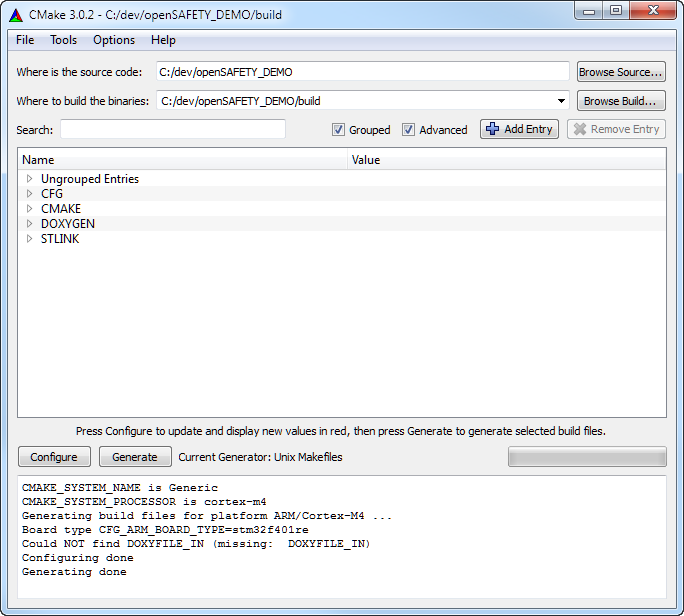 CMake 3.0.2 - C:/dev/openSAFETY_DEMO/build
File Tools Options Help
Where is the source code: C:/dev/openSAFETY_DEMO Browse Source...
Where to build the binaries: C:/dev/openSAFETY_DEMO/build Browse Build...
Search: Grouped Advanced Add Entry Remove Entry
Name Value
Ungrouped Entries
CFG
CMAKE
DOXYGEN
STLINK
Press Configure to update and display new values in red, then press Generate to generate selected build files.
Configure Generate Current Generator: Unix Makefiles
CMAKE_SYSTEM_NAME is Generic
CMAKE_SYSTEM_PROCESSOR is cortex-m4
Generating build files for platform ARM/Cortex-M4 ...
Board type CFG_ARM_BOARD_TYPE=stm32f401re
Could NOT find DOXYFILE_IN (missing:  DOXYFILE_IN)
Configuring done
Generating done